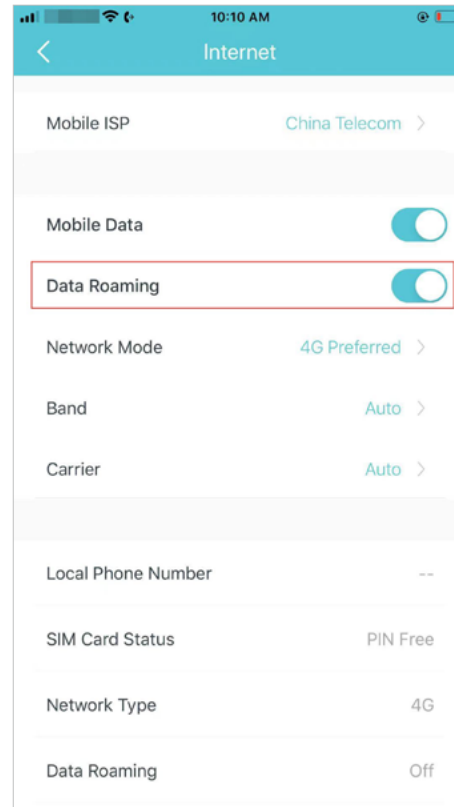 10:10 AM
Internet
Mobile ISP China Telecom
Mobile Data
Data Roaming
Network Mode 4G Preferred
Band Auto
Carrier Auto
Local Phone Number --
SIM Card Status PIN Free
Network Type 4G
Data Roaming Off